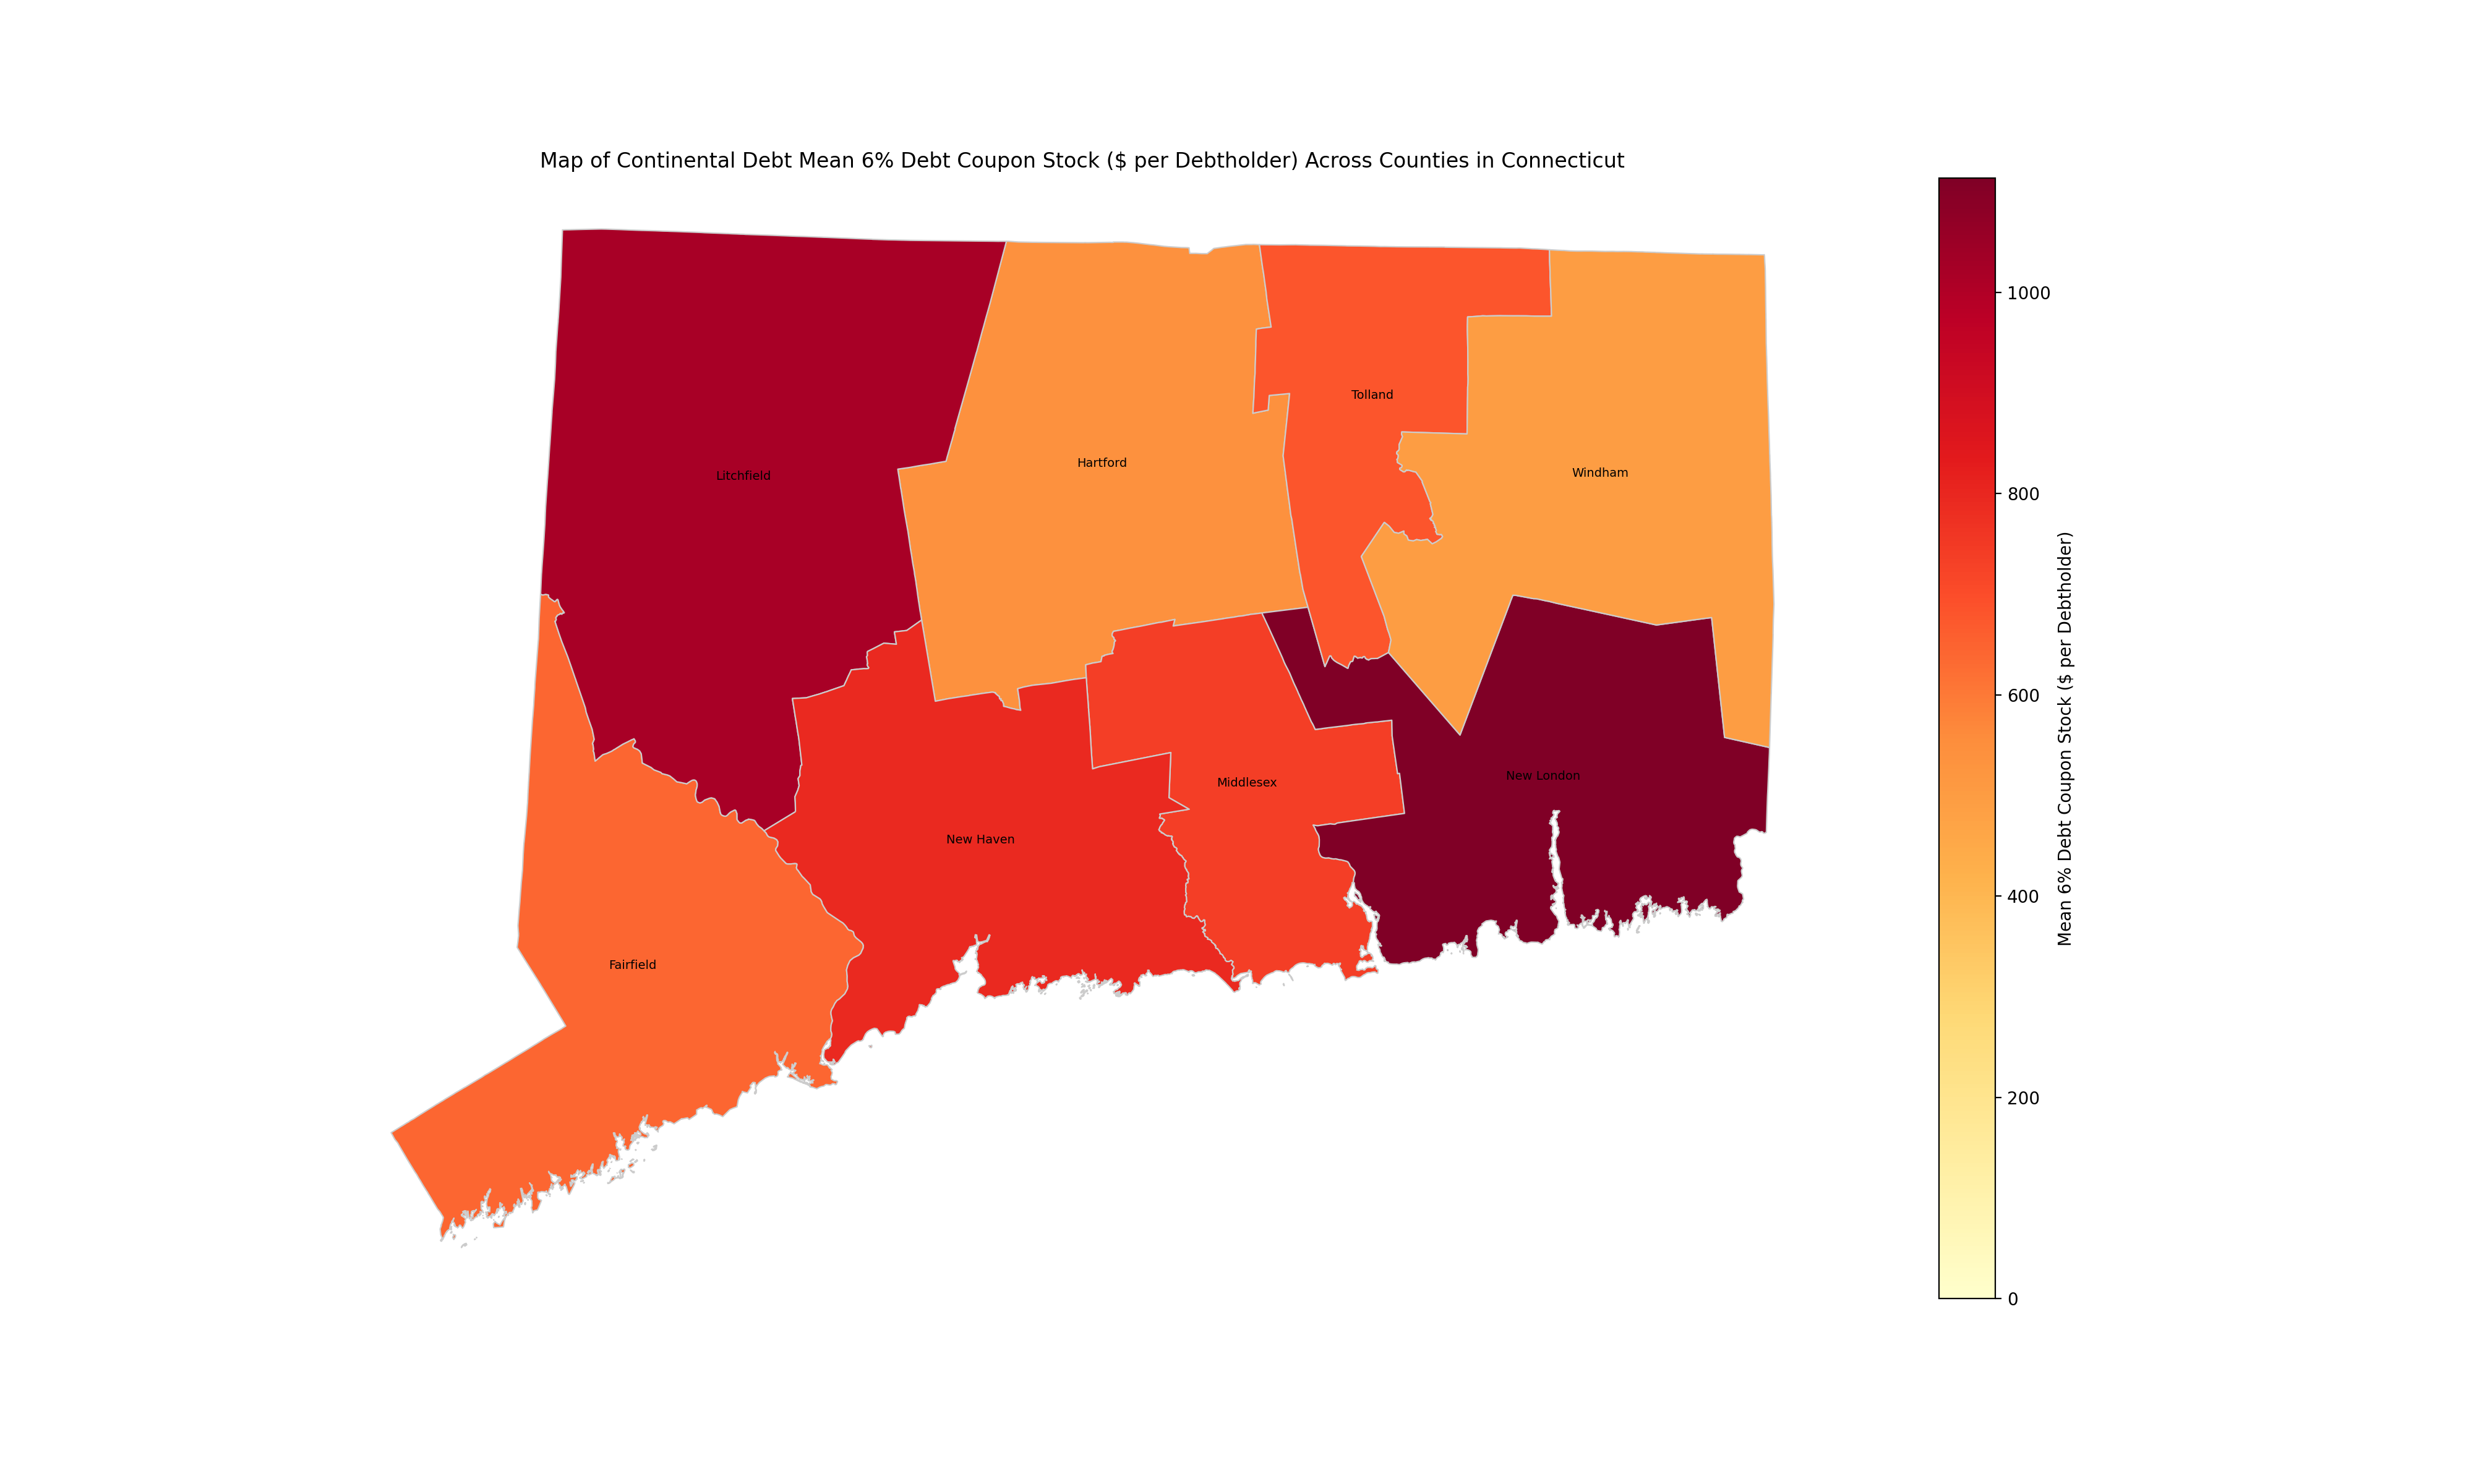 Map of Continental Debt Mean 6% Debt Coupon Stock ($ per Debtholder) Across Counties in Connecticut
Litchfield
Hartford
Tolland
Windham
New Haven
Middlesex
New London
Fairfield
1000
800
600
400
200
0
Mean 6% Debt Coupon Stock ($ per Debtholder)